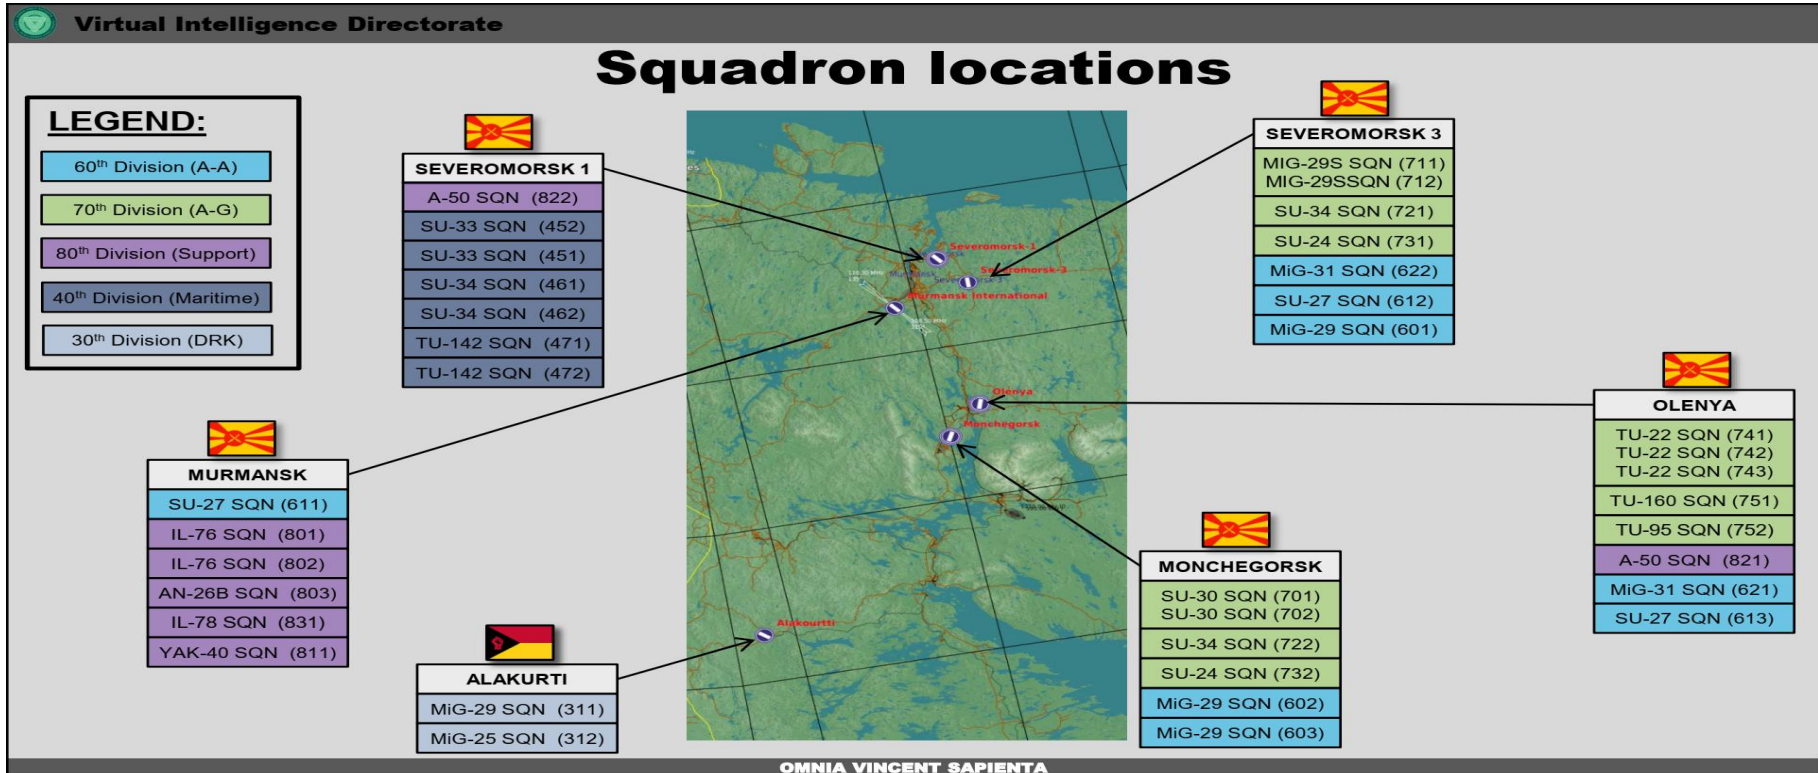 Virtual Intelligence Directorate
Squadron locations
LEGEND:
60th Division (A-A)
70th Division (A-G)
80th Division (Support)
40th Division (Maritime)
30th Division (DRK)
SEVEROMORSK 1
A-50 SQN (822)
SU-33 SQN (452)
SU-33 SQN (451)
SU-34 SQN (461)
SU-34 SQN (462)
TU-142 SQN (471)
TU-142 SQN (472)
MURMANSK
SU-27 SQN (611)
IL-76 SQN (801)
IL-76 SQN (802)
AN-26B SQN (803)
IL-78 SQN (831)
YAK-40 SQN (811)
ALAKURTI
MiG-29 SQN (311)
MiG-25 SQN (312)
Severomorsk-1
Severomorsk-3
Murmansk International
Olenya
Monchegorsk
Alakourtti
SEVEROMORSK 3
MIG-29S SQN (711)
MIG-29SSQN (712)
SU-34 SQN (721)
SU-24 SQN (731)
MiG-31 SQN (622)
SU-27 SQN (612)
MiG-29 SQN (601)
OLENYA
TU-22 SQN (741)
TU-22 SQN (742)
TU-22 SQN (743)
TU-160 SQN (751)
TU-95 SQN (752)
A-50 SQN (821)
MiG-31 SQN (621)
SU-27 SQN (613)
MONCHEGORSK
SU-30 SQN (701)
SU-30 SQN (702)
SU-34 SQN (722)
SU-24 SQN (732)
MiG-29 SQN (602)
MiG-29 SQN (603)
OMNIA VINCENT SAPIENTA